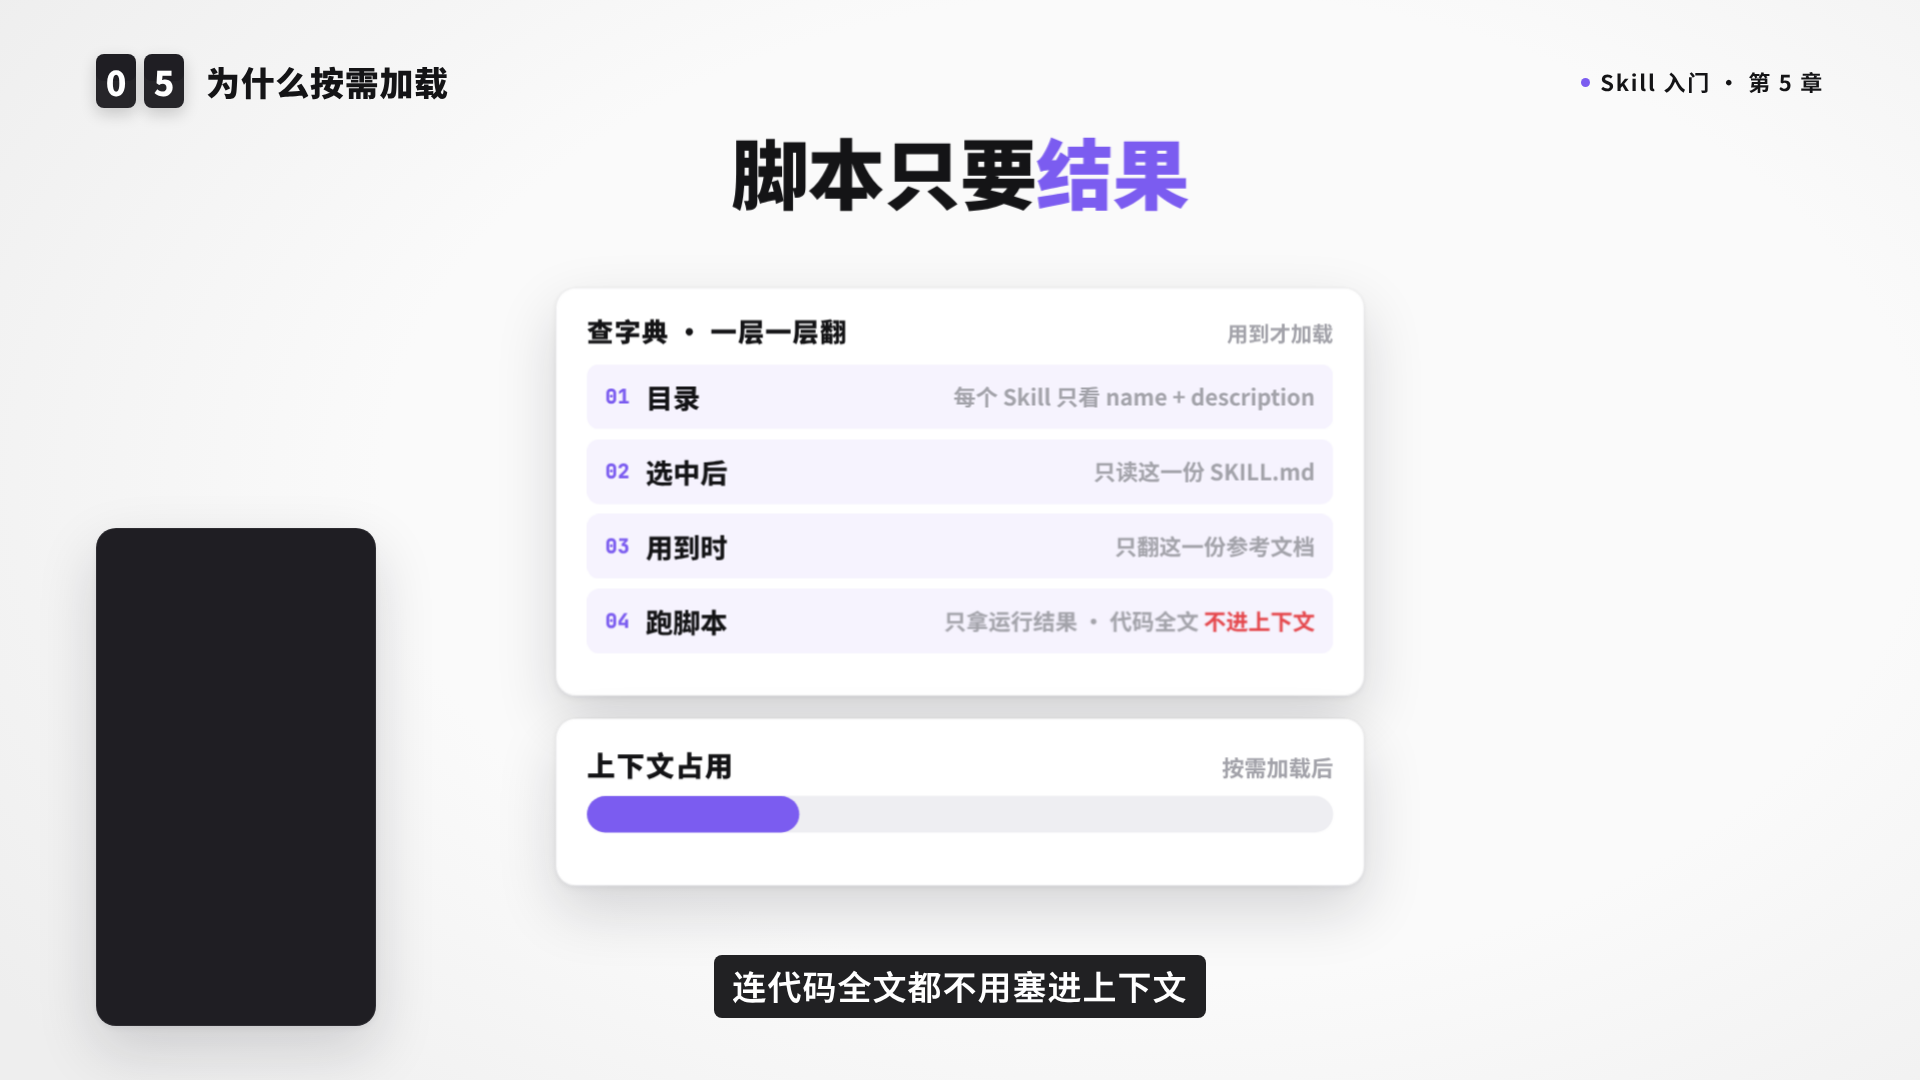 05 为什么按需加载
Skill 入门 · 第 5 章
脚本只要结果
查字典 · 一层一层翻 用到才加载
01 目录 每个 Skill 只看 name + description
02 选中后 只读这一份 SKILL.md
03 用到时 只翻这一份参考文档
04 跑脚本 只拿运行结果 · 代码全文 不进上下文
上下文占用 按需加载后
连代码全文都不用塞进上下文